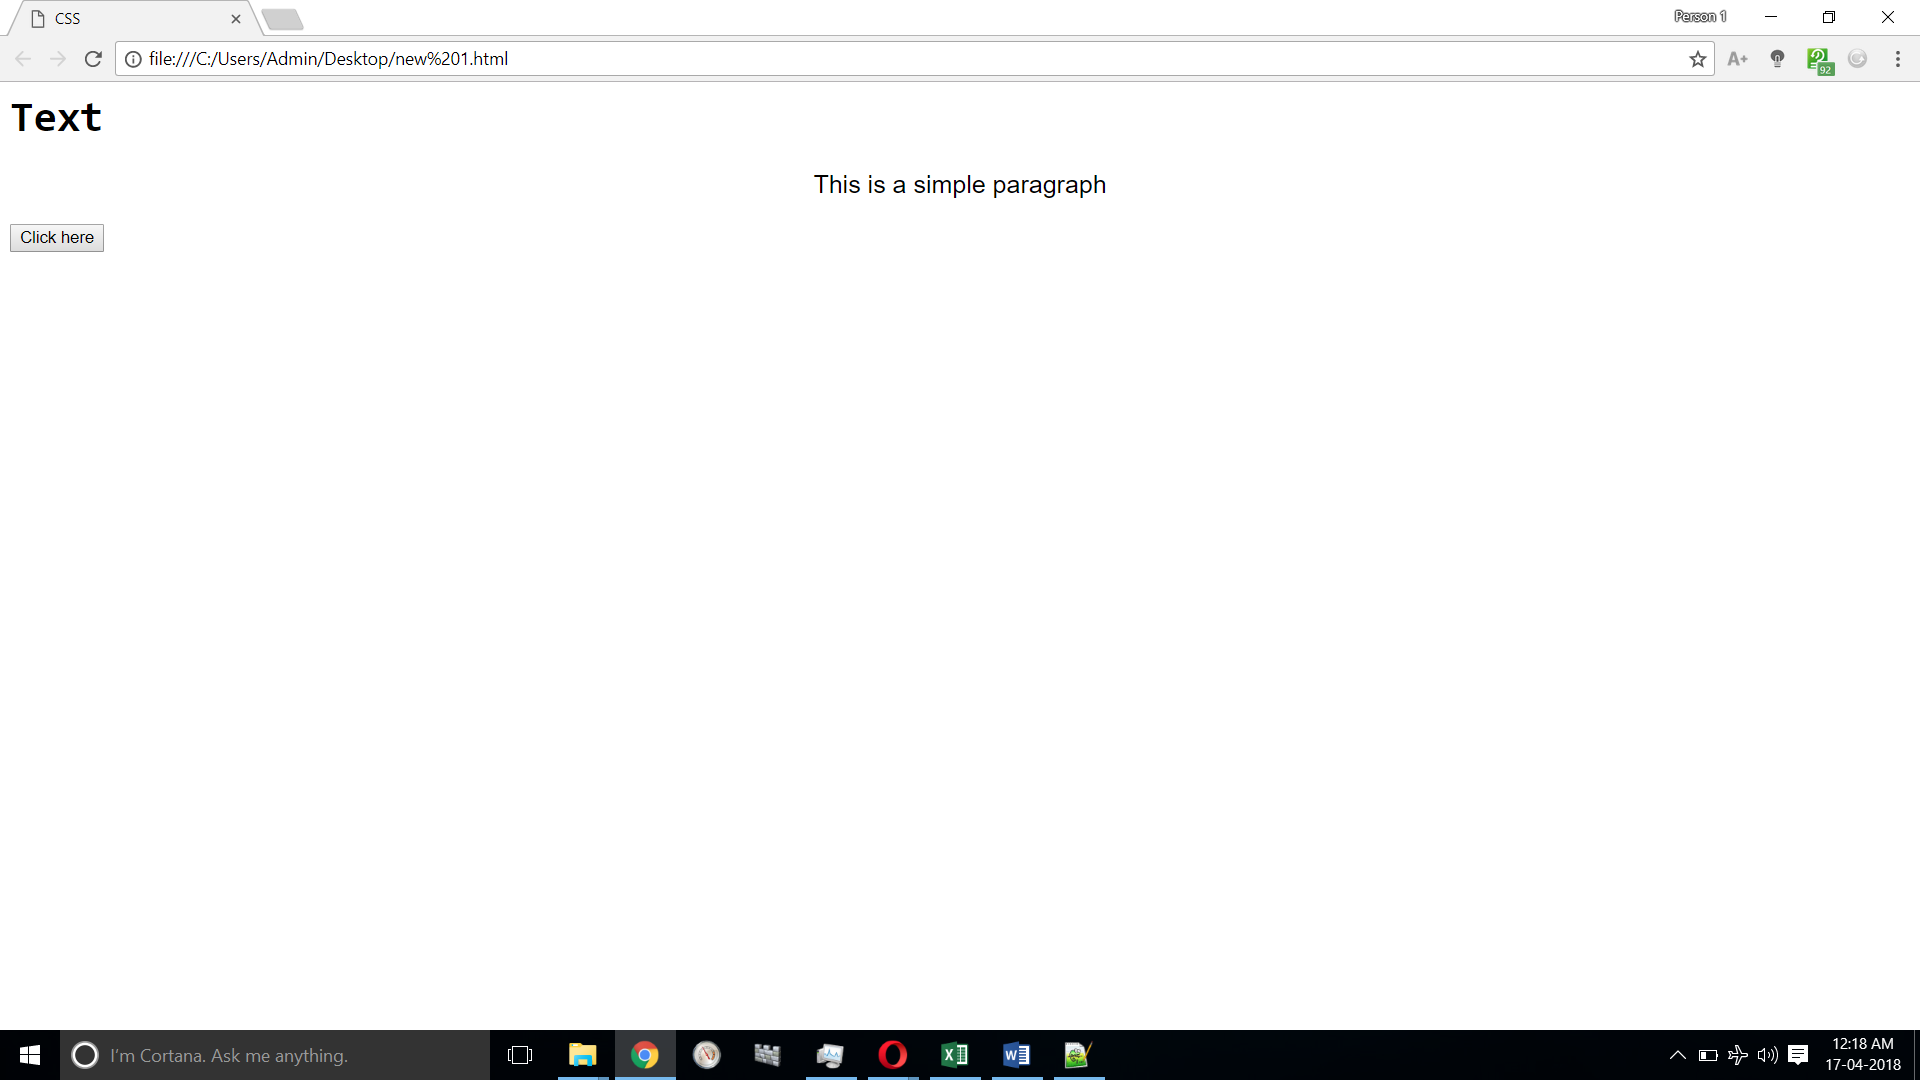 CSS
Person 1
file:///C:/Users/Admin/Desktop/new%201.html
A+
92
Text
This is a simple paragraph
Click here
I'm Cortana. Ask me anything.
12:18 AM
17-04-2018